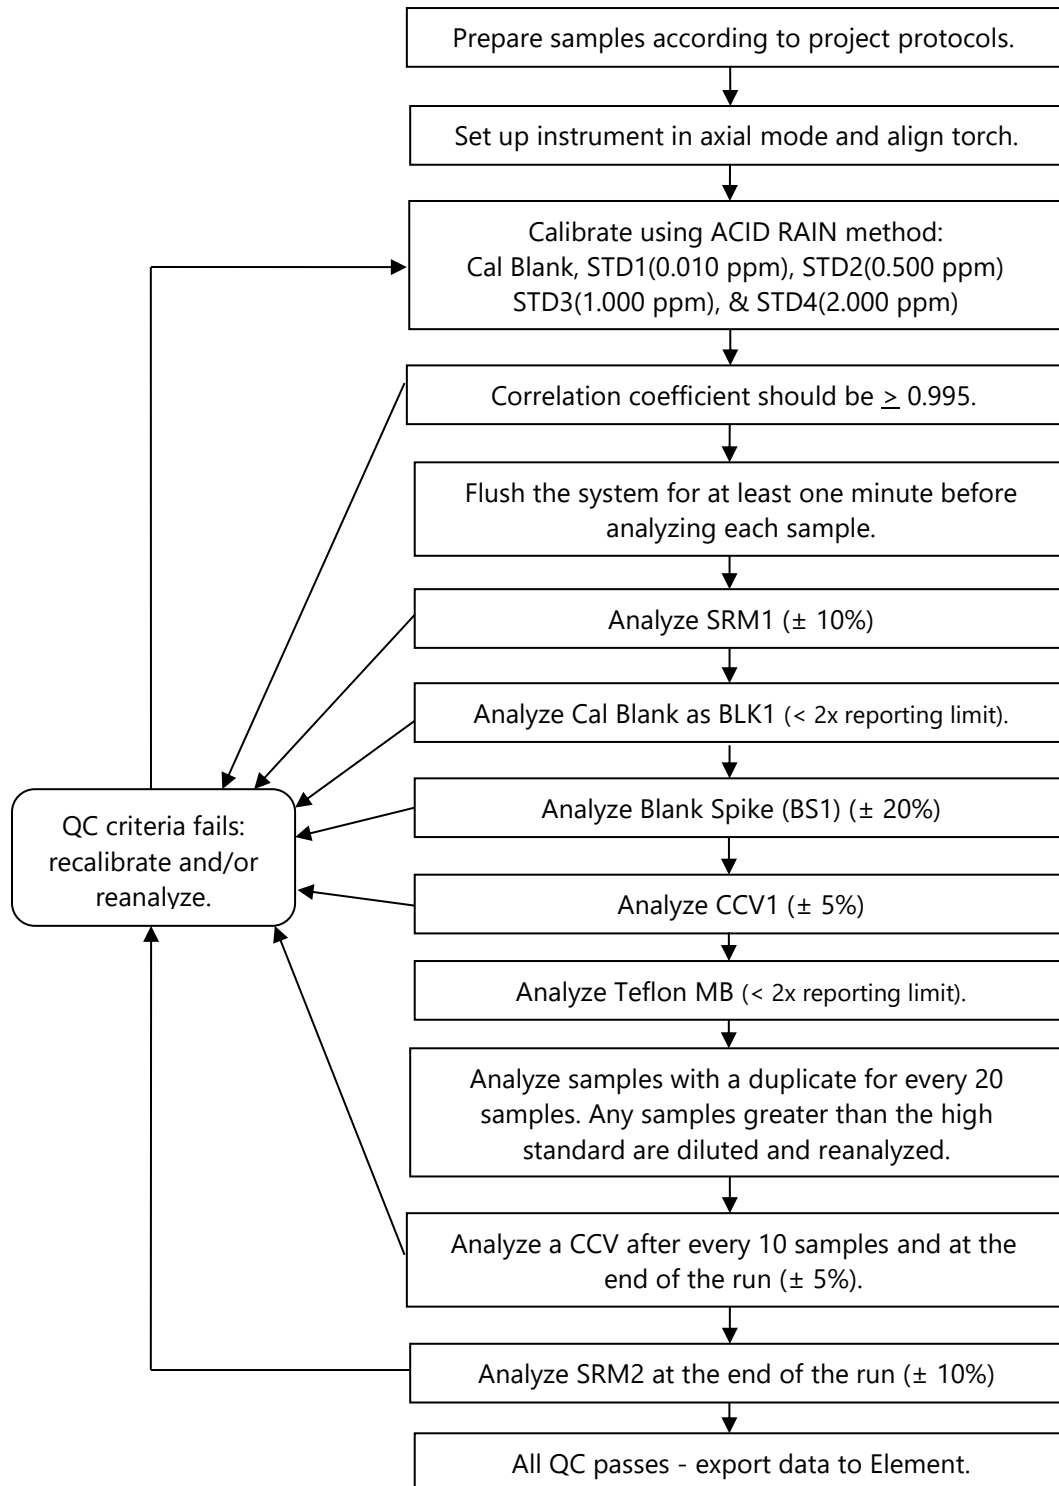 Prepare samples according to project protocols.
Set up instrument in axial mode and align torch.
Calibrate using ACID RAIN method:
Cal Blank, STD1(0.010 ppm), STD2(0.500 ppm)
STD3(1.000 ppm), & STD4(2.000 ppm)
Correlation coefficient should be ≥ 0.995.
Flush the system for at least one minute before
analyzing each sample.
Analyze SRM1 (± 10%)
Analyze Cal Blank as BLK1 (< 2x reporting limit).
Analyze Blank Spike (BS1) (± 20%)
QC criteria fails:
recalibrate and/or
reanalyze.
Analyze CCV1 (± 5%)
Analyze Teflon MB (< 2x reporting limit).
Analyze samples with a duplicate for every 20
samples. Any samples greater than the high
standard are diluted and reanalyzed.
Analyze a CCV after every 10 samples and at the
end of the run (± 5%).
Analyze SRM2 at the end of the run (± 10%)
All QC passes - export data to Element.